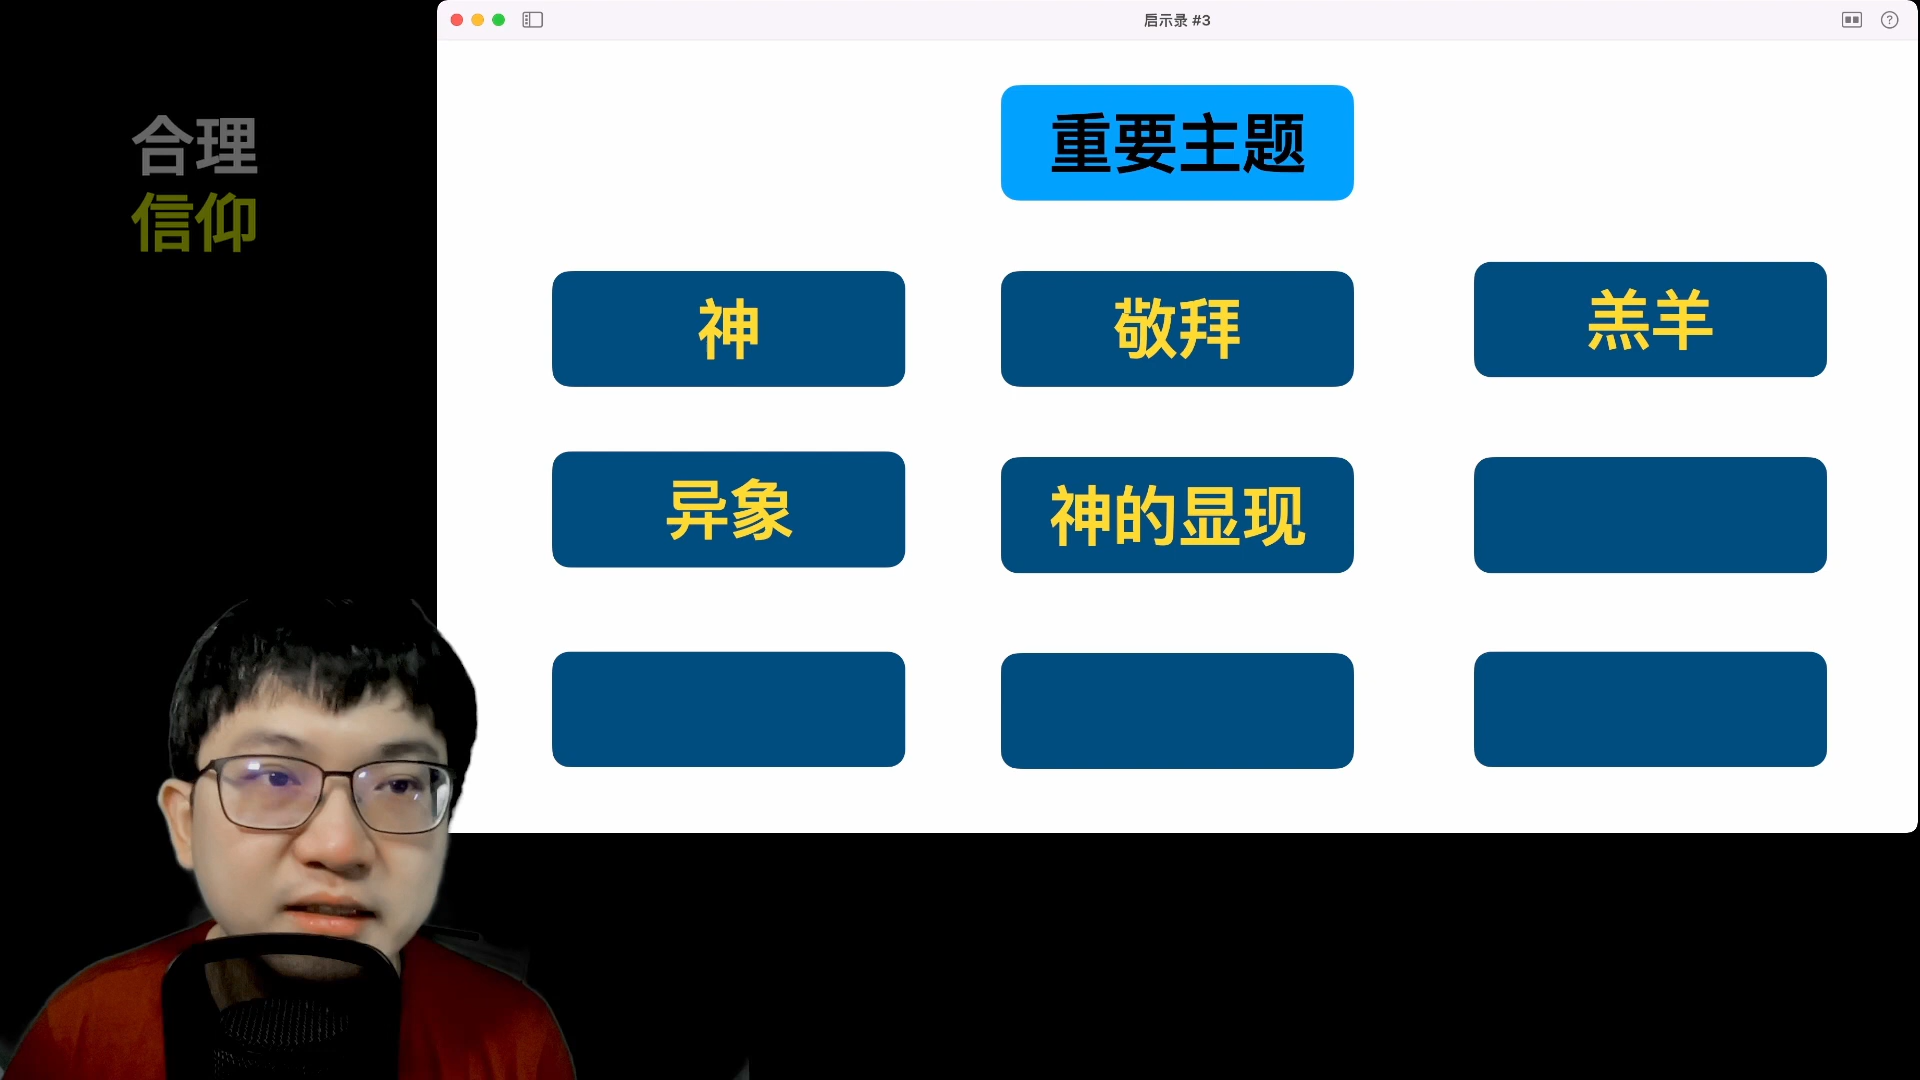 启示录 #3
合理
信仰
重要主题
神
敬拜
羔羊
异象
神的显现